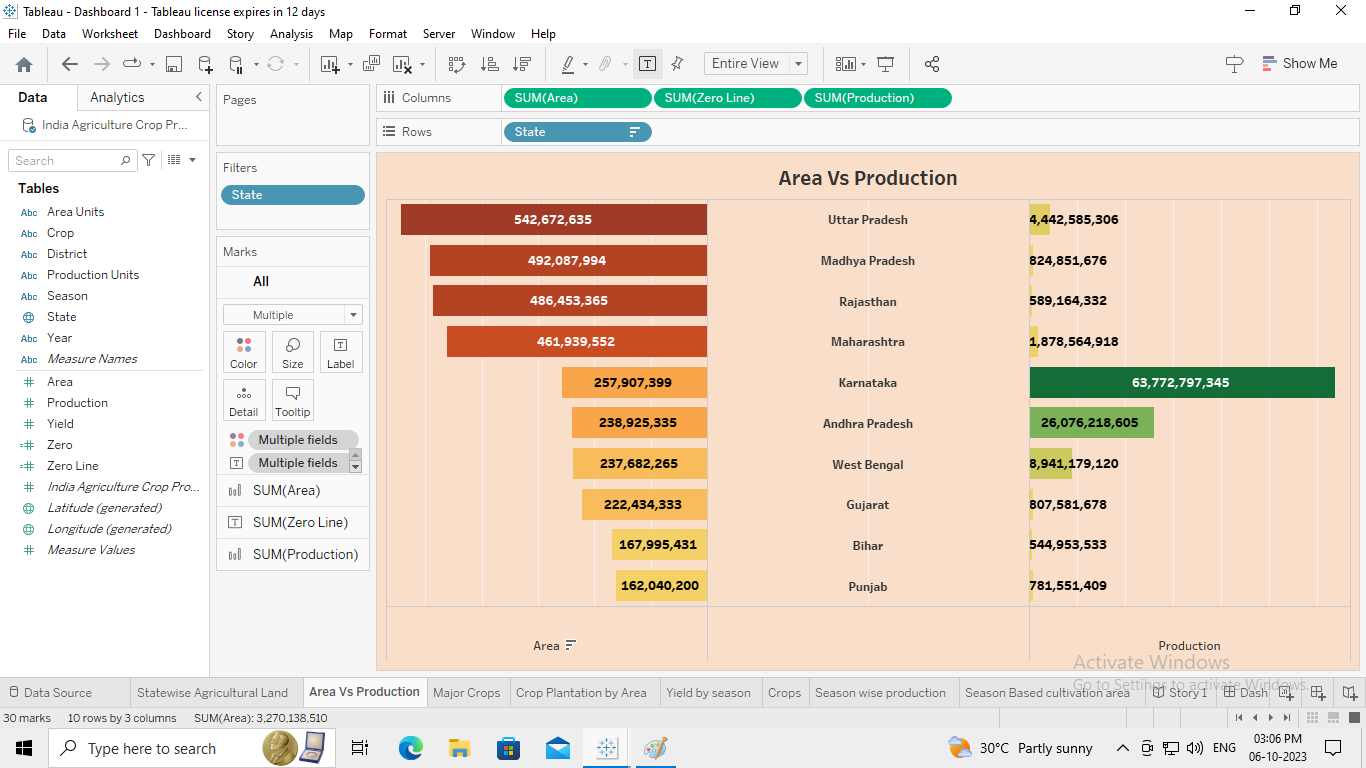 Tableau - Dashboard 1 - Tableau license expires in 12 days
File Data Worksheet Dashboard Story Analysis Map Format Server Window Help
Entire View
Show Me
Data Analytics
India Agriculture Crop Pr...
Search
Tables
Abc Area Units
Abc Crop
Abc District
Abc Production Units
Abc Season
State
Abc Year
Abc Measure Names
Area
Production
Yield
Zero
Zero Line
India Agriculture Crop Pro...
Latitude (generated)
Longitude (generated)
Measure Values
Pages
Filters
State
Marks
All
Multiple
Color Size Label
Detail Tooltip
Multiple fields
Multiple fields
SUM(Area)
SUM(Zero Line)
SUM(Production)
Columns SUM(Area) SUM(Zero Line) SUM(Production)
Rows State
Area Vs Production
542,672,635 Uttar Pradesh 4,442,585,306
492,087,994 Madhya Pradesh 824,851,676
486,453,365 Rajasthan 589,164,332
461,939,552 Maharashtra 1,878,564,918
257,907,399 Karnataka 63,772,797,345
238,925,335 Andhra Pradesh 26,076,218,605
237,682,265 West Bengal 8,941,179,120
222,434,333 Gujarat 807,581,678
167,995,431 Bihar 544,953,533
162,040,200 Punjab 781,551,409
Area Production
Activate Windows
Go to Settings to activate Windows.
Data Source Statewise Agricultural Land Area Vs Production Major Crops Crop Plantation by Area Yield by season Crops Season wise production Season Based cultivation area Story 1 Dash
30 marks 10 rows by 3 columns SUM(Area): 3,270,138,510
Type here to search
30°C Partly sunny
ENG
03:06 PM
06-10-2023